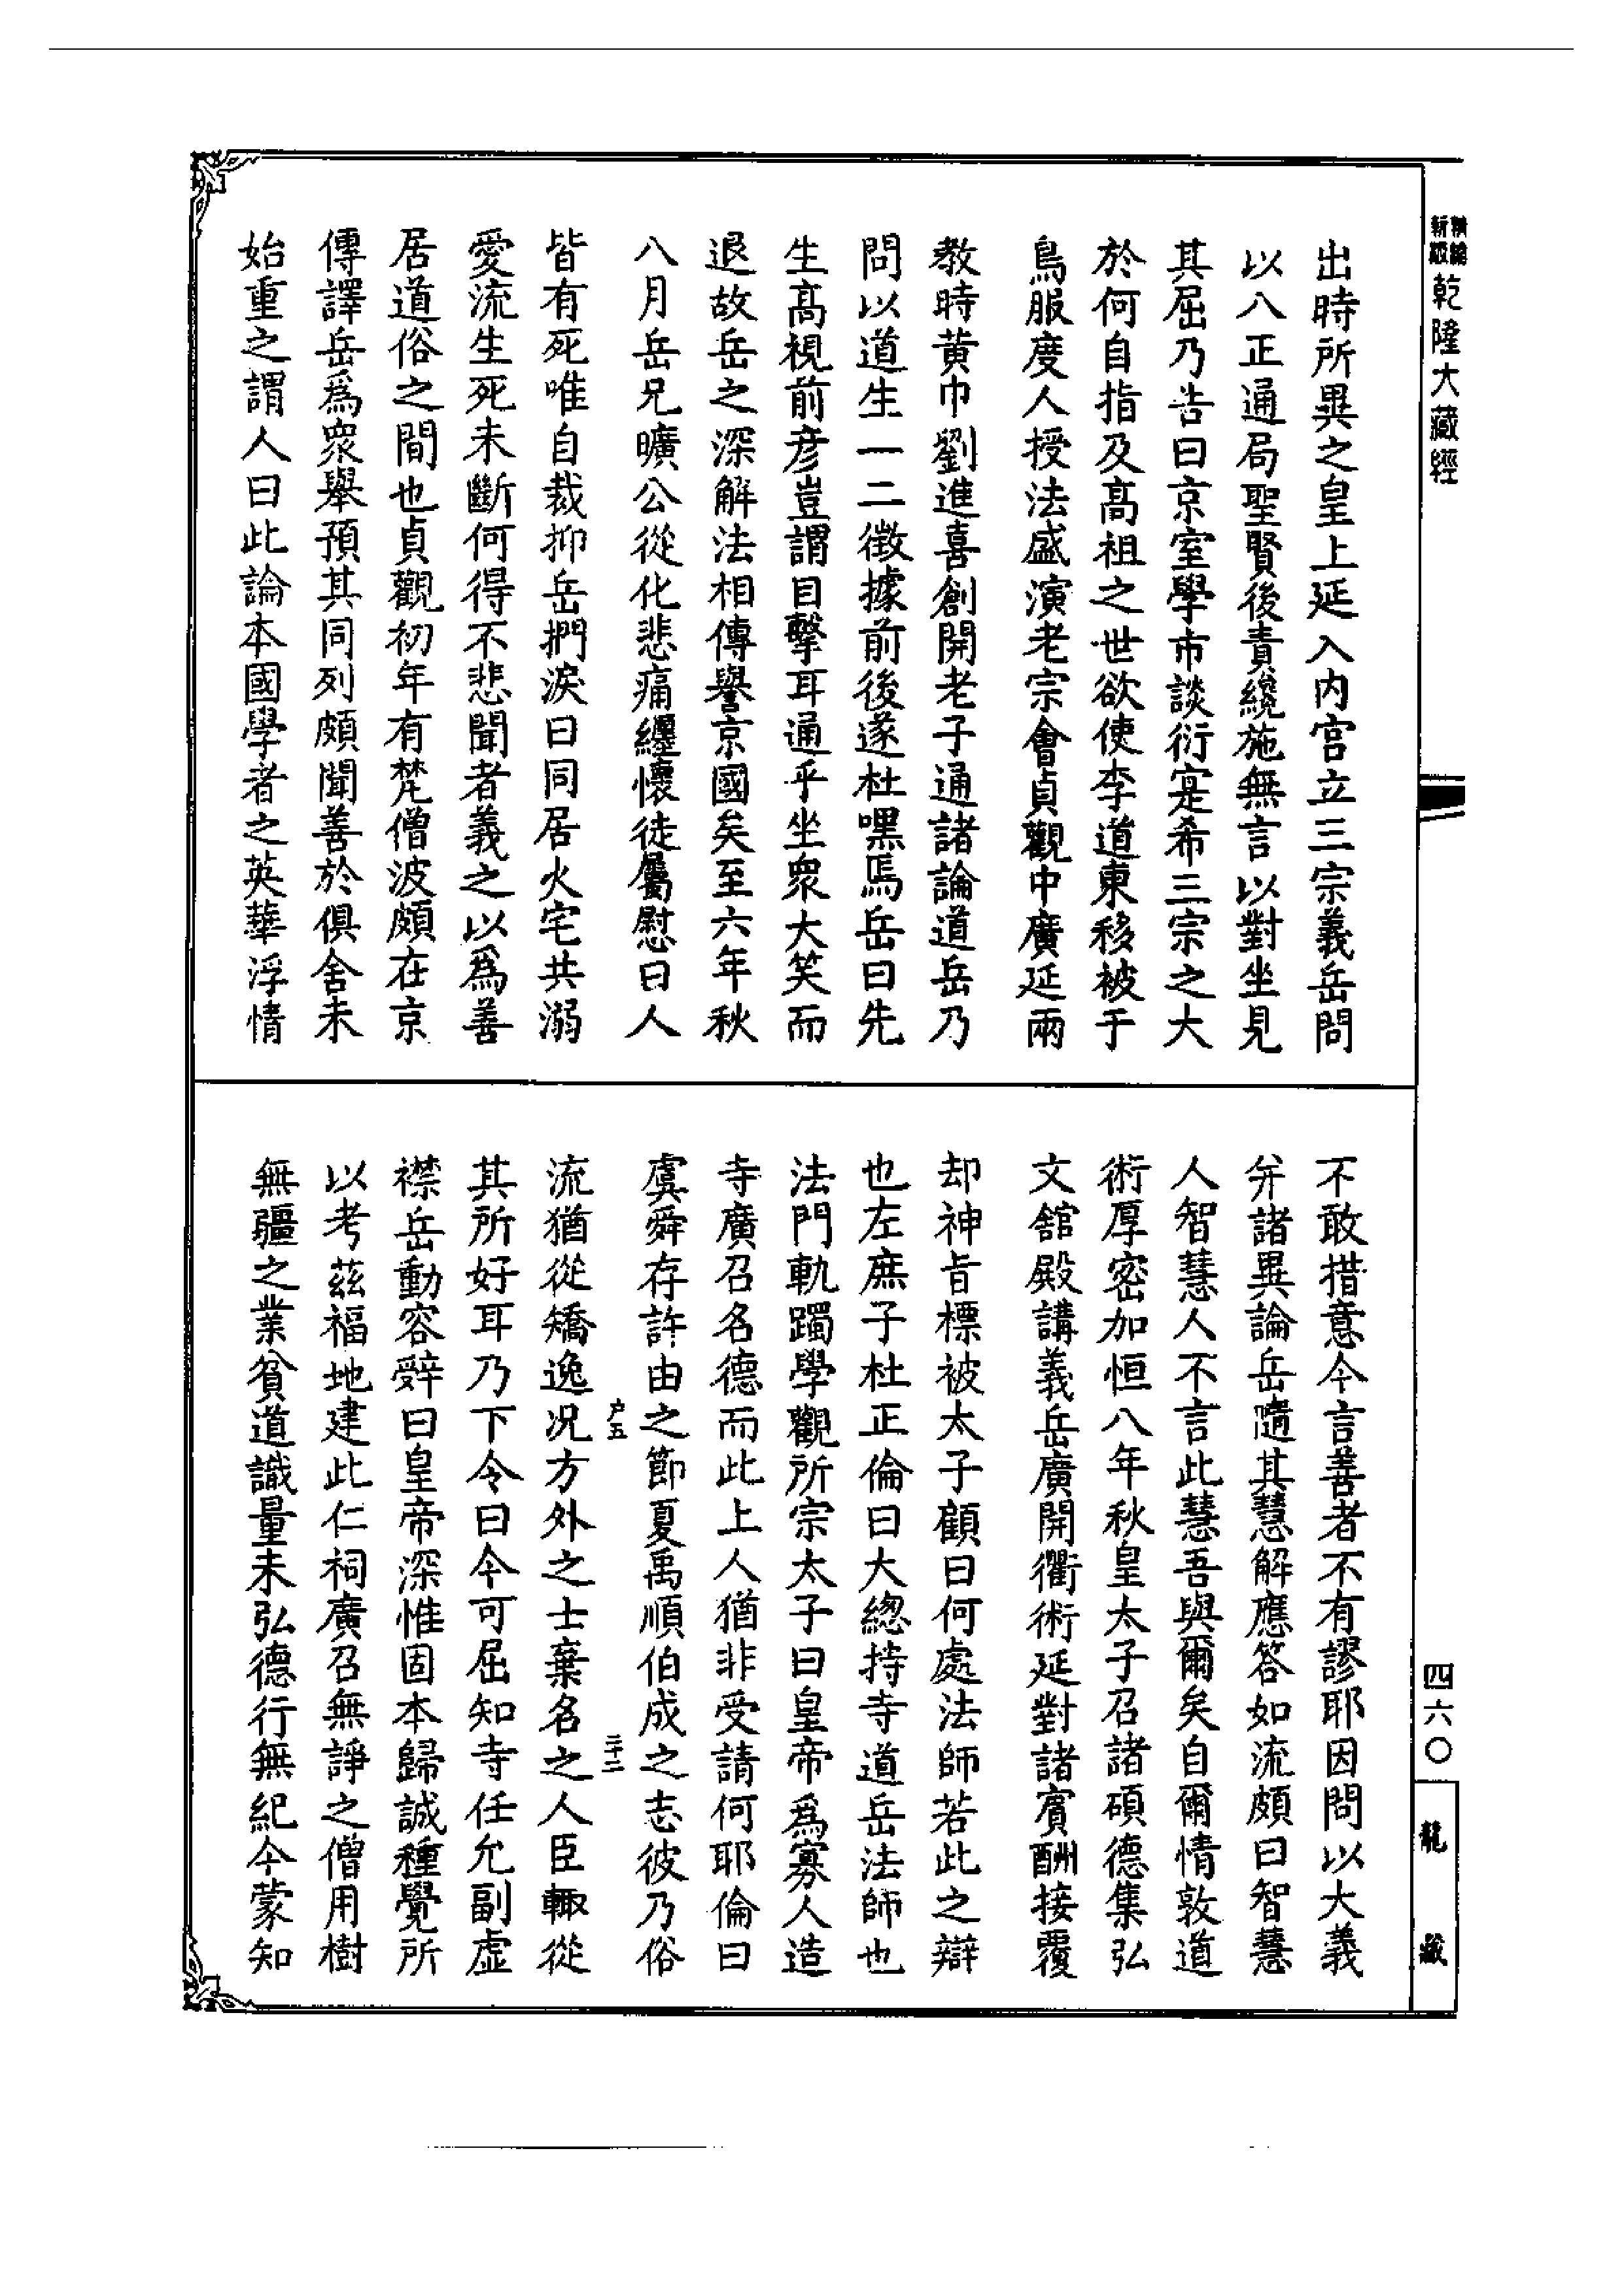 精縮
新版
乾隆大藏經
出時所異之皇上延入內宫立三宗義岳問
以八正通局聖賢後責纔施無言以對坐見
其屈乃告曰京室學市談衍寔希三宗之大
於何自指及高祖之世欲使李道東移被于
鳥服度人授法盛演老宗會貞觀中廣延兩
教時黄巾劉進喜創開老子通諸論道岳乃
問以道生一二徵據前後遂杜嘿焉岳曰先
生高視前彦豈謂目擊耳通乎坐衆大笑而
退故岳之深解法相傳譽京國矣至六年秋
八月岳兄曠公從化悲痛纏懷徒屬慰曰人
皆有死唯自裁抑岳捫淚曰同居火宅共溺
愛流生死未斷何得不悲聞者義之以爲善
居道俗之間也貞觀初年有梵僧波頗在京
傳譯岳爲衆舉預其同列頗聞善於俱舍未
始重之謂人曰此論本國學者之英華浮情
不敢措意今言善者不有謬耶因問以大義
并諸異論岳隨其慧解應答如流頗曰智慧
人智慧人不言此慧吾與爾矣自爾情敦道
術厚密加恒八年秋皇太子召諸碩德集弘
文舘殿講義岳廣開衢術延對諸賓酬接覆
却神旨標被太子顧曰何處法師若此之辯
也左庶子杜正倫曰大總持寺道岳法師也
法門軌躅學觀所宗太子曰皇帝爲寡人造
寺廣召名德而此上人猶非受請何耶倫曰
虞舜存許由之節夏禹順伯成之志彼乃俗
户五
二十二
流猶從矯逸况方外之士棄名之人臣輙從
其所好耳乃下令曰今可屈知寺任允副虚
襟岳動容辤曰皇帝深惟固本歸誠種覺所
以考兹福地建此仁祠廣召無諍之僧用樹
無疆之業貧道識量未弘德行無紀今蒙知
四六〇
龍藏